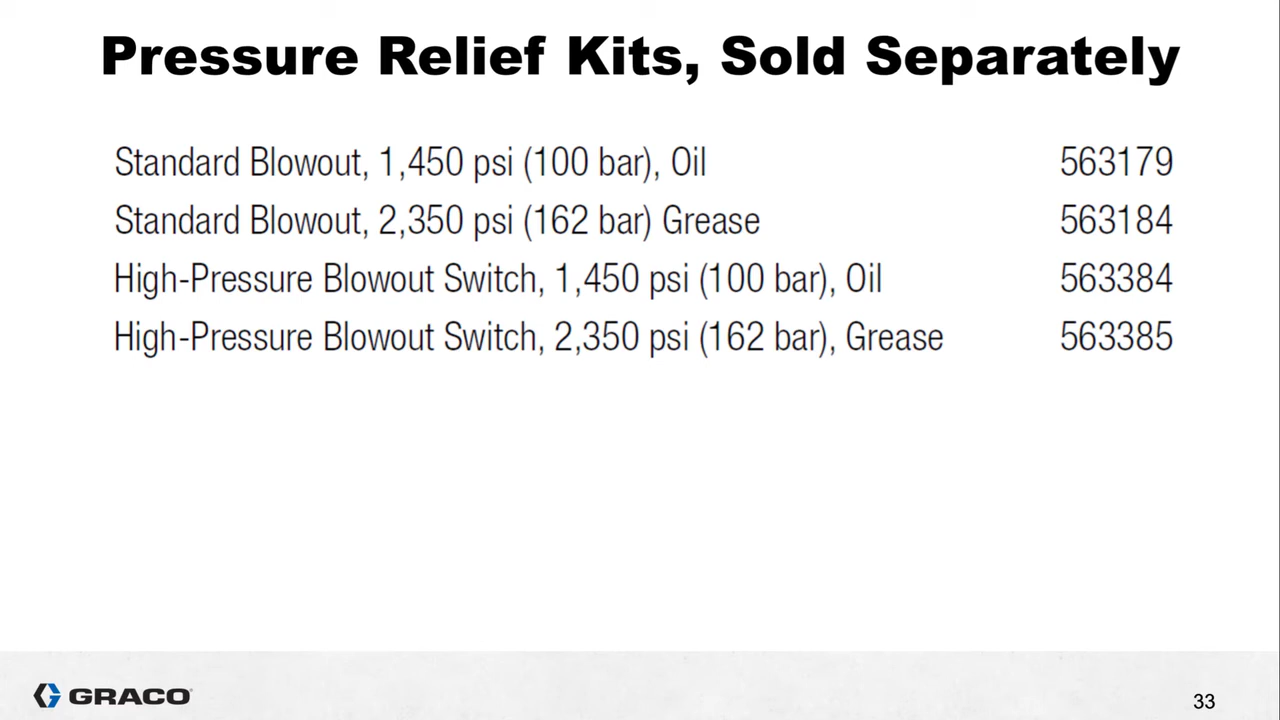 Pressure Relief Kits, Sold Separately
Standard Blowout, 1,450 psi (100 bar), Oil 563179
Standard Blowout, 2,350 psi (162 bar) Grease 563184
High-Pressure Blowout Switch, 1,450 psi (100 bar), Oil 563384
High-Pressure Blowout Switch, 2,350 psi (162 bar), Grease 563385
GRACO
33